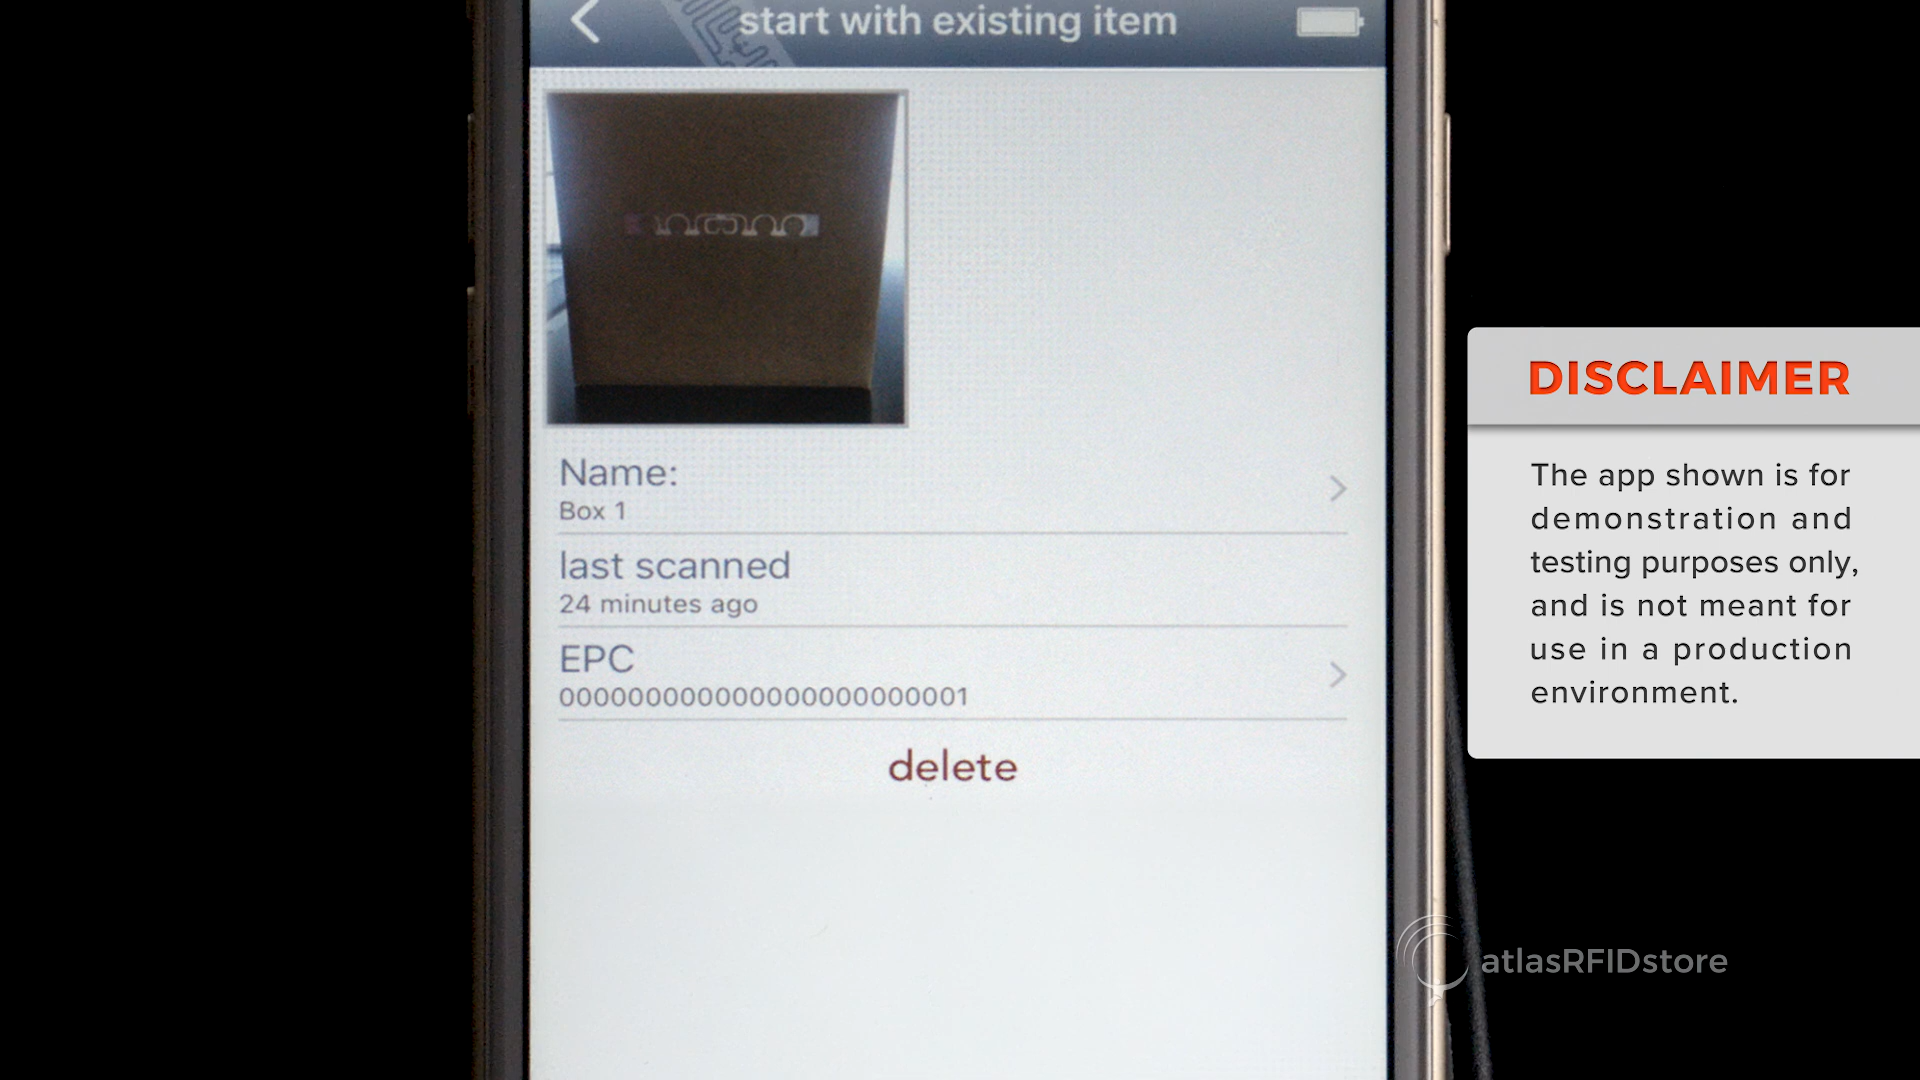 start with existing item
Name:
Box 1
last scanned
24 minutes ago
EPC
000000000000000000000001
delete
DISCLAIMER
The app shown is for
demonstration and
testing purposes only,
and is not meant for
use in a production
environment.
atlasRFIDstore